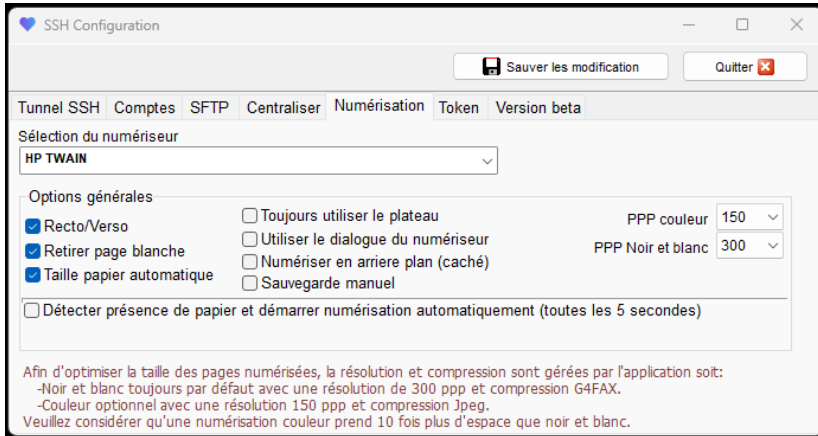 SSH Configuration
Sauver les modification
Quitter
Tunnel SSH Comptes SFTP Centraliser Numérisation Token Version beta
Sélection du numériseur
HP TWAIN
Options générales
Recto/Verso
Retirer page blanche
Taille papier automatique
Toujours utiliser le plateau
Utiliser le dialogue du numériseur
Numériser en arriere plan (caché)
Sauvegarde manuel
PPP couleur 150
PPP Noir et blanc 300
Détecter présence de papier et démarrer numérisation automatiquement (toutes les 5 secondes)
Afin d'optimiser la taille des pages numérisées, la résolution et compression sont gérées par l'application soit:
-Noir et blanc toujours par défaut avec une résolution de 300 ppp et compression G4FAX.
-Couleur optionnel avec une résolution 150 ppp et compression Jpeg.
Veuillez considérer qu'une numérisation couleur prend 10 fois plus d'espace que noir et blanc.